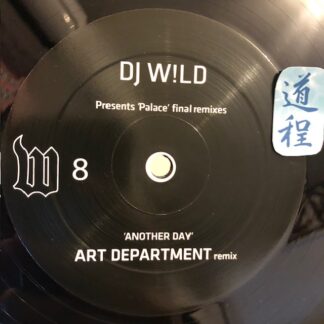 DJ W!LD
Presents 'Palace' final remixes
道程
W 8
'ANOTHER DAY'
ART DEPARTMENT remix